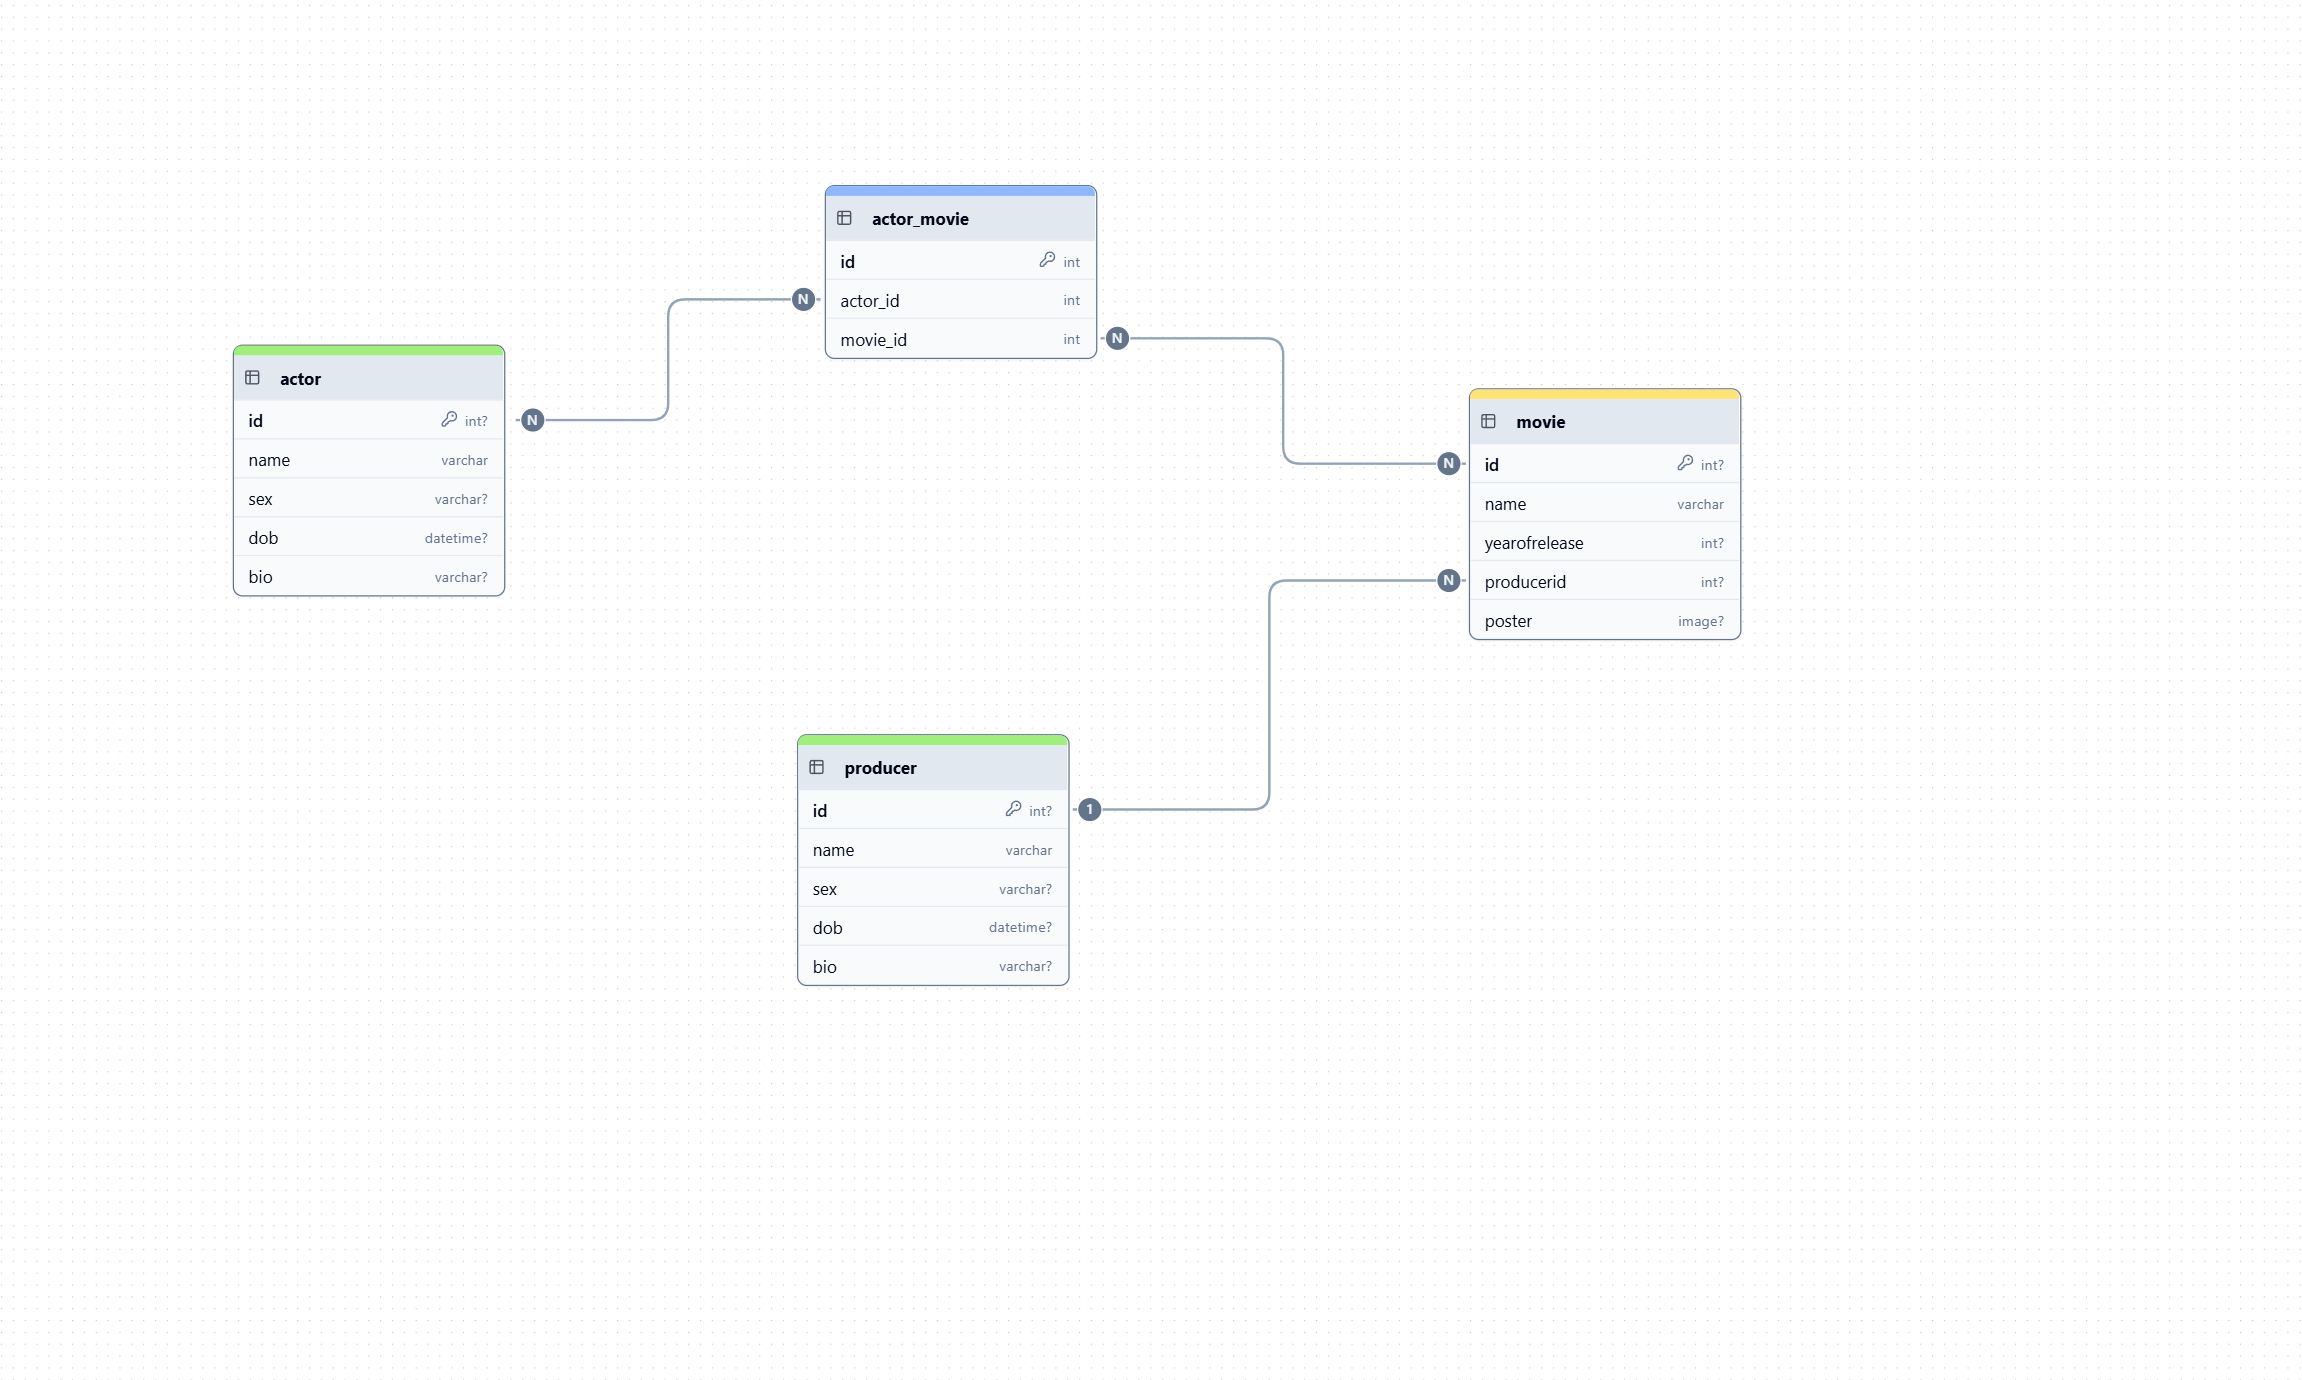 actor_movie
id int
actor_id int
movie_id int
N
N
actor
id int?
name varchar
sex varchar?
dob datetime?
bio varchar?
N
movie
id int?
name varchar
yearofrelease int?
producerid int?
poster image?
N
N
producer
id int?
name varchar
sex varchar?
dob datetime?
bio varchar?
1